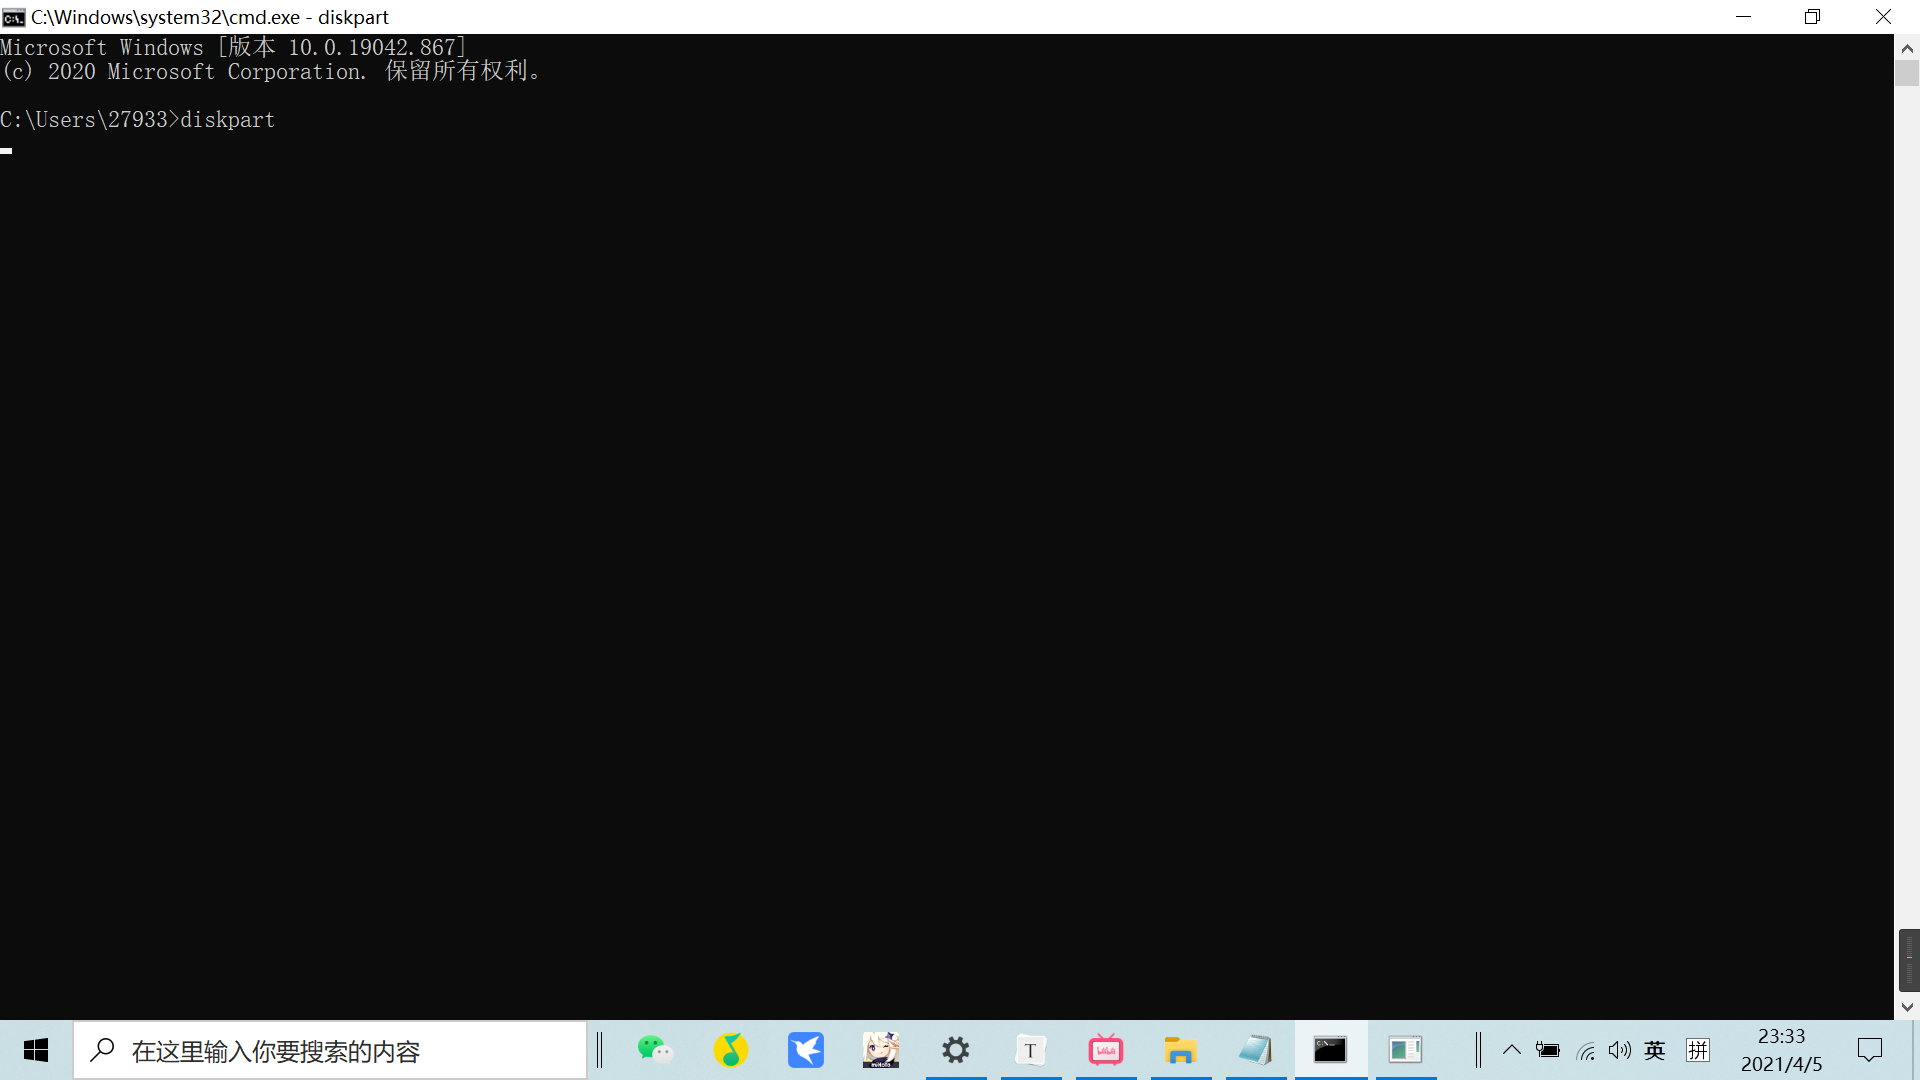 C:\Windows\system32\cmd.exe - diskpart
Microsoft Windows [版本 10.0.19042.867]
(c) 2020 Microsoft Corporation. 保留所有权利。
C:\Users\27933>diskpart
在这里输入你要搜索的内容
T
英
拼
23:33
2021/4/5